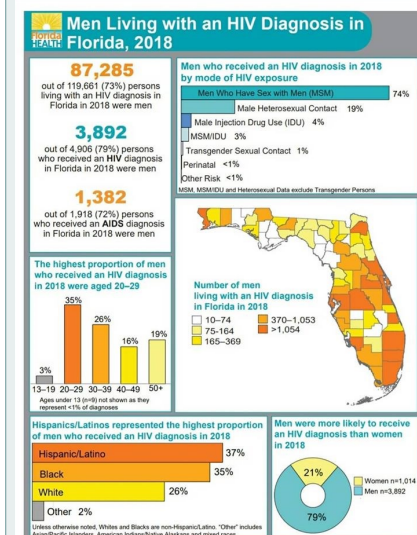 Florida
HEALTH
Men Living with an HIV Diagnosis in
Florida, 2018
87,285
out of 119,661 (73%) persons
living with an HIV diagnosis in
Florida in 2018 were men
3,892
out of 4,906 (79%) persons
who received an HIV diagnosis
in Florida in 2018 were men
1,382
out of 1,918 (72%) persons
who received an AIDS diagnosis
in Florida in 2018 were men
Men who received an HIV diagnosis in 2018
by mode of HIV exposure
Men Who Have Sex with Men (MSM) 74%
Male Heterosexual Contact 19%
Male Injection Drug Use (IDU) 4%
MSM/IDU 3%
Transgender Sexual Contact 1%
Perinatal <1%
Other Risk <1%
MSM, MSM/IDU and Heterosexual Data exclude Transgender Persons
The highest proportion of men
who received an HIV diagnosis
in 2018 were aged 20–29
35%
26%
19%
16%
3%
13–19 20–29 30–39 40–49 50+
Ages under 13 (n=9) not shown as they
represent <1% of diagnoses
Number of men
living with an HIV diagnosis
in Florida in 2018
10–74 370–1,053
75-164 >1,054
165–369
Hispanics/Latinos represented the highest proportion
of men who received an HIV diagnosis in 2018
Hispanic/Latino 37%
Black 35%
White 26%
Other 2%
Unless otherwise noted, Whites and Blacks are non-Hispanic/Latino. "Other" includes
Asian/Pacific Islanders, American Indians/Native Alaskans and mixed races.
Men were more likely to receive
an HIV diagnosis than women
in 2018
21%
Women n=1,014
Men n=3,892
79%